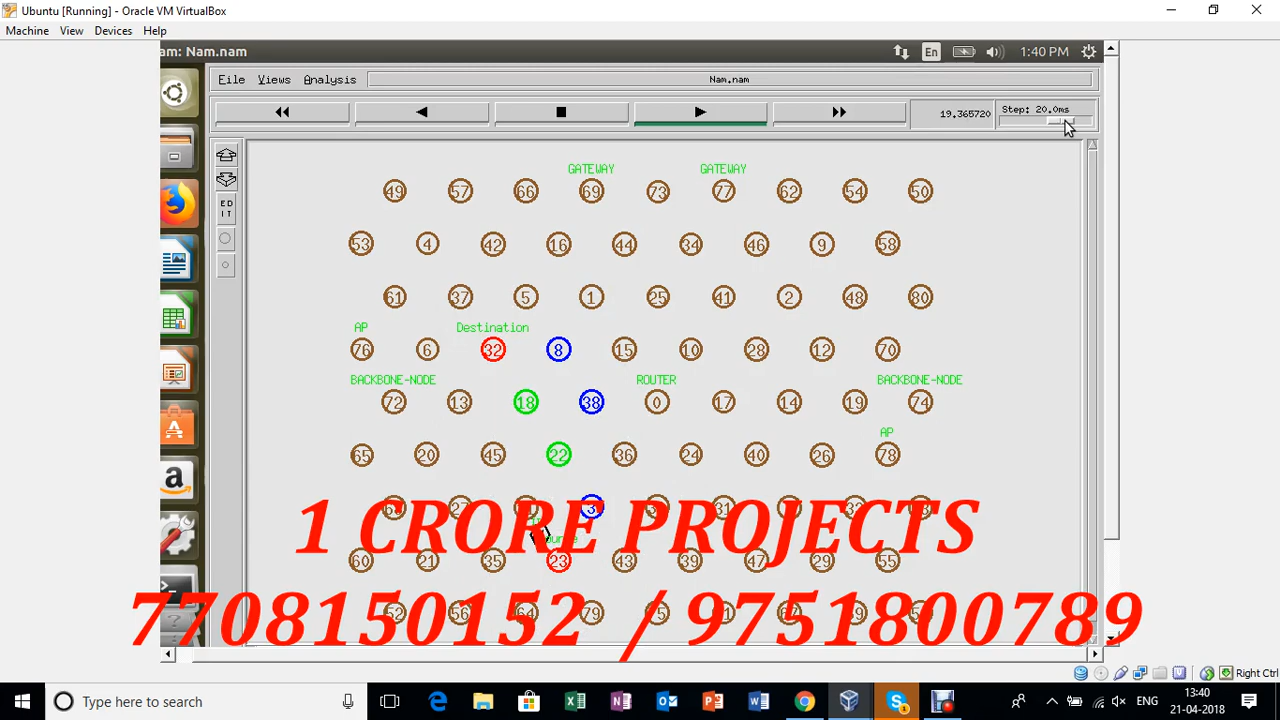 Ubuntu [Running] - Oracle VM VirtualBox
Machine View Devices Help
am: Nam.nam
En
1:40 PM
File Views Analysis
Nam.nam
19.365720
Step: 20.0ms
ED
IT
GATEWAY GATEWAY
49 57 66 69 73 77 62 54 50
53 4 42 16 44 34 46 9 58
61 37 5 1 25 41 2 48 80
AP Destination
76 6 32 8 15 10 28 12 70
BACKBONE-NODE ROUTER BACKBONE-NODE
72 13 18 38 0 17 14 19 74
AP
65 20 45 22 36 24 40 26 78
1 CRORE PROJECTS
60 21 35 23 43 39 47 29 55
7708150152 / 9751800789
Right Ctrl
Type here to search
ENG
13:40
21-04-2018